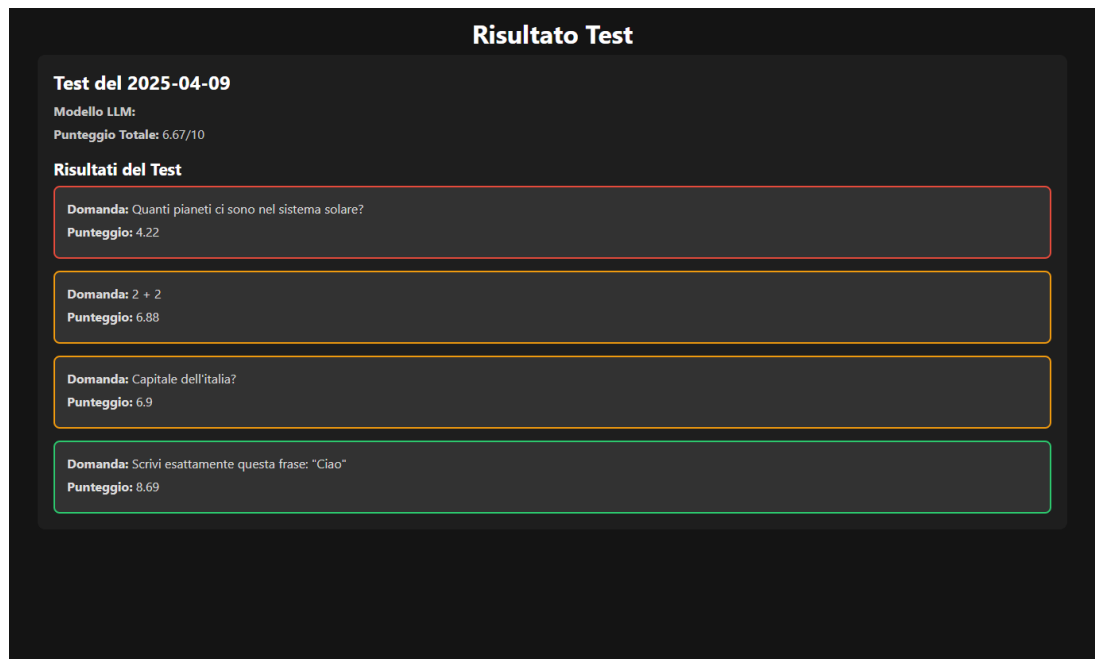 Risultato Test
Test del 2025-04-09
Modello LLM:
Punteggio Totale: 6.67/10
Risultati del Test
Domanda: Quanti pianeti ci sono nel sistema solare?
Punteggio: 4.22
Domanda: 2 + 2
Punteggio: 6.88
Domanda: Capitale dell'italia?
Punteggio: 6.9
Domanda: Scrivi esattamente questa frase: "Ciao"
Punteggio: 8.69